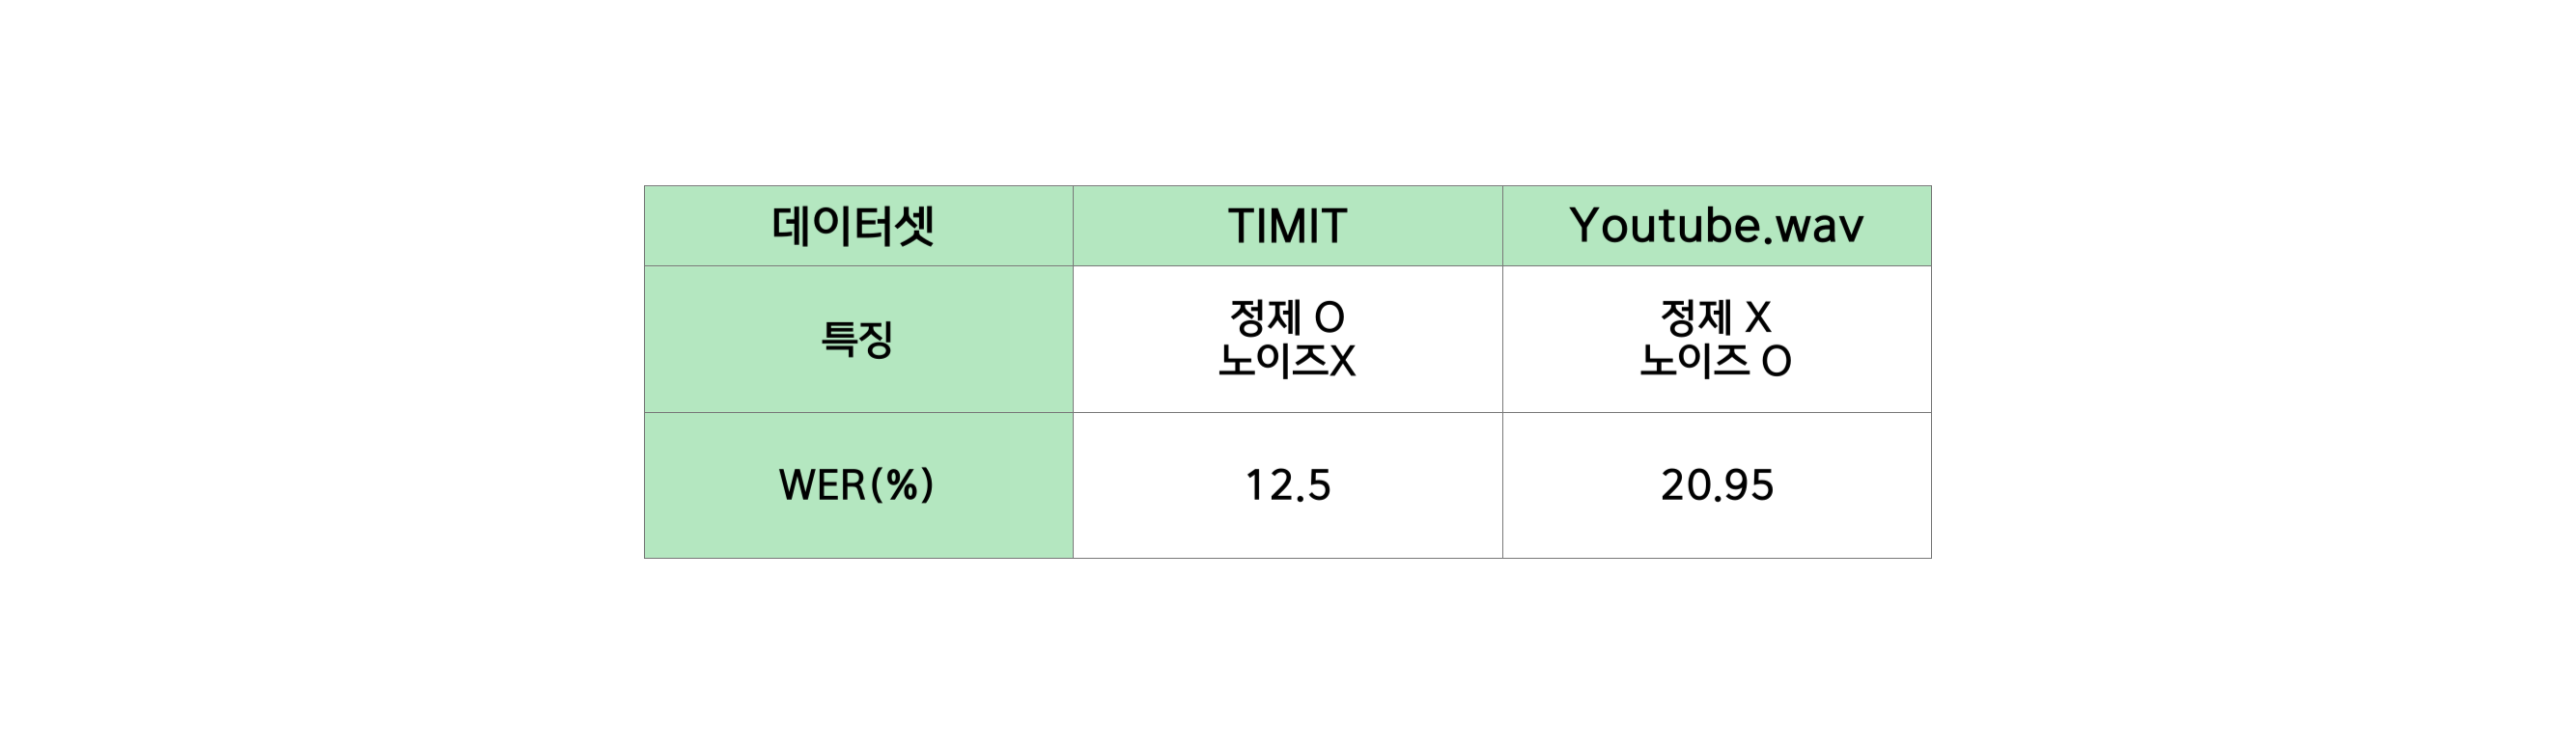 데이터셋 TIMIT Youtube.wav
특징
정제 O
노이즈X
정제 X
노이즈 O
WER(%) 12.5 20.95